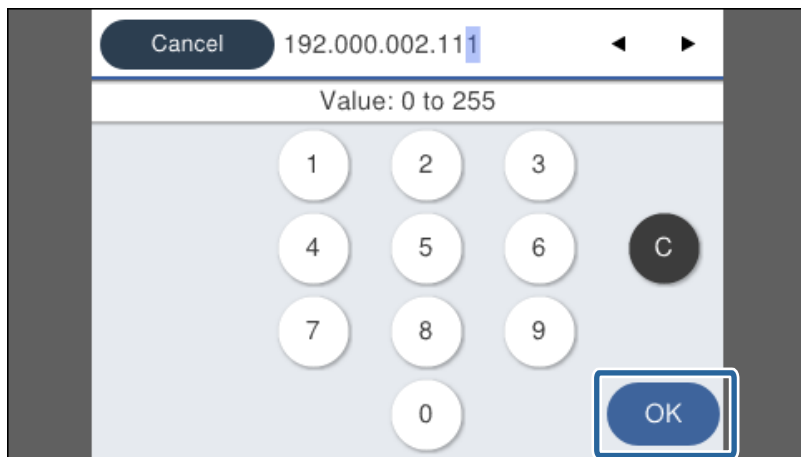 Cancel 192.000.002.111 ◀ ▶
Value: 0 to 255
1 2 3
4 5 6 C
7 8 9
0 OK